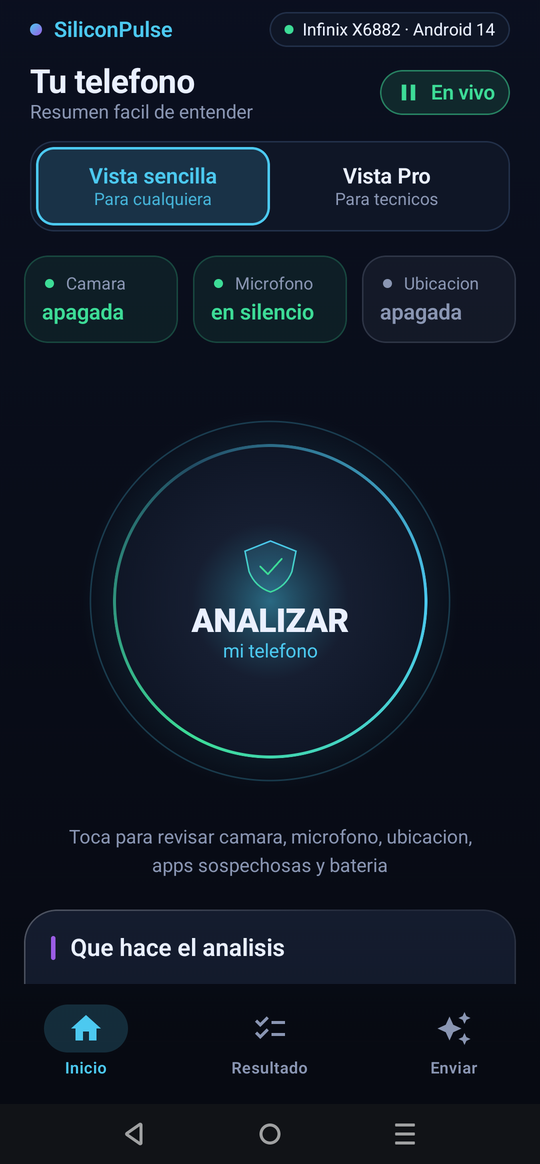 SiliconPulse
Infinix X6882 · Android 14
Tu telefono
Resumen facil de entender
En vivo
Vista sencilla
Para cualquiera
Vista Pro
Para tecnicos
Camara
apagada
Microfono
en silencio
Ubicacion
apagada
ANALIZAR
mi telefono
Toca para revisar camara, microfono, ubicacion,
apps sospechosas y bateria
Que hace el analisis
Inicio
Resultado
Enviar